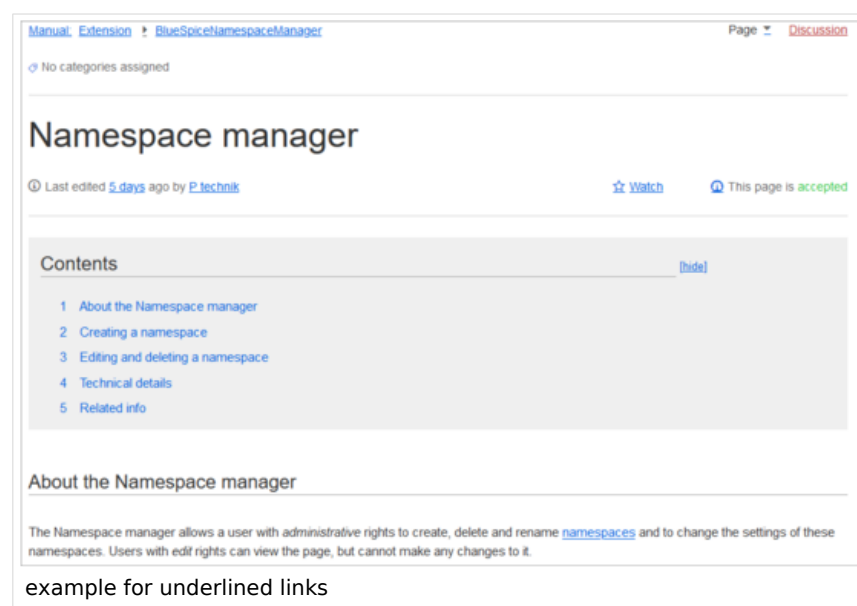 Manual: Extension BlueSpiceNamespaceManager Page Discussion
No categories assigned
Namespace manager
Last edited 5 days ago by P technik Watch This page is accepted
Contents [hide]
1 About the Namespace manager
2 Creating a namespace
3 Editing and deleting a namespace
4 Technical details
5 Related info
About the Namespace manager
The Namespace manager allows a user with administrative rights to create, delete and rename namespaces and to change the settings of these
namespaces. Users with edit rights can view the page, but cannot make any changes to it.
example for underlined links